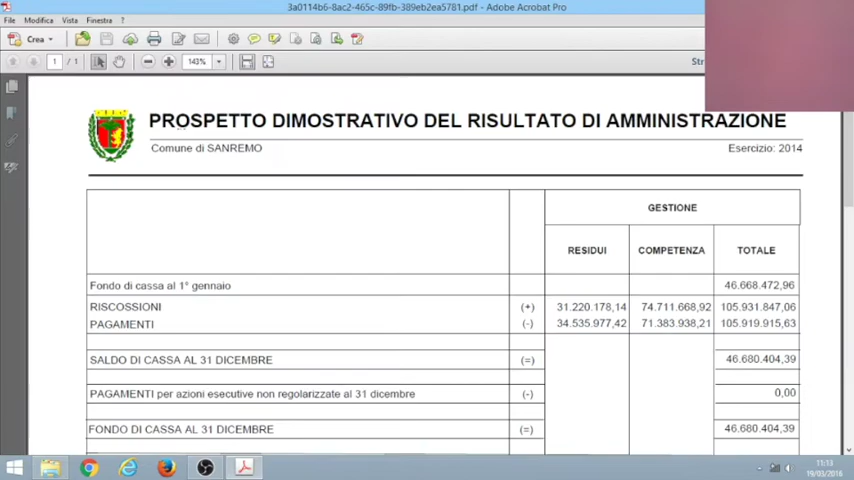 3a0114b6-8ac2-465c-89fb-389eb2ea5781.pdf - Adobe Acrobat Pro
File Modifica Vista Finestra ?
Crea
1 / 1 143%
PROSPETTO DIMOSTRATIVO DEL RISULTATO DI AMMINISTRAZIONE
Comune di SANREMO Esercizio: 2014
GESTIONE
RESIDUI COMPETENZA TOTALE
Fondo di cassa al 1° gennaio 46.668.472,96
RISCOSSIONI (+) 31.220.178,14 74.711.668,92 105.931.847,06
PAGAMENTI (-) 34.535.977,42 71.383.938,21 105.919.915,63
SALDO DI CASSA AL 31 DICEMBRE (=) 46.680.404,39
PAGAMENTI per azioni esecutive non regolarizzate al 31 dicembre (-) 0,00
FONDO DI CASSA AL 31 DICEMBRE (=) 46.680.404,39
11:13
19/03/2016